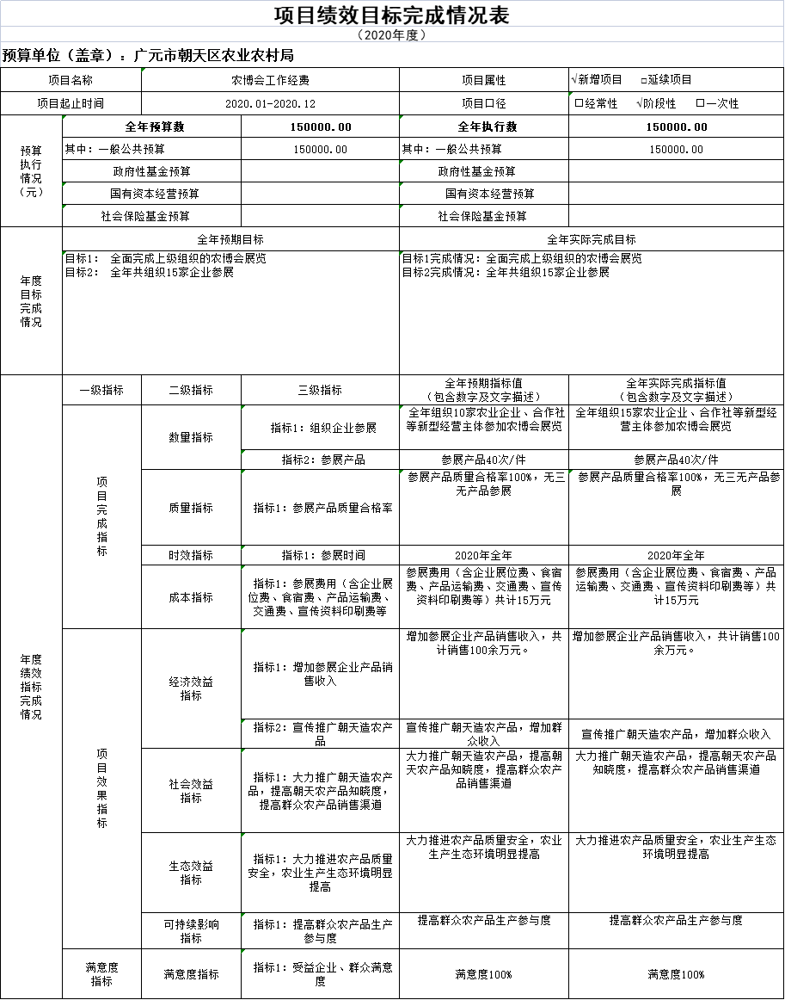 项目绩效目标完成情况表
（2020年度）
预算单位（盖章）：广元市朝天区农业农村局
项目名称
农博会工作经费
项目属性
√新增项目 □延续项目
项目起止时间
2020.01-2020.12
项目口径
□经常性 √阶段性 □一次性
预算
执行
情况
（元）
全年预算数
150000.00
全年执行数
150000.00
其中：一般公共预算
150000.00
其中：一般公共预算
150000.00
政府性基金预算
政府性基金预算
国有资本经营预算
国有资本经营预算
社会保险基金预算
社会保险基金预算
年度
目标
完成
情况
全年预期目标
全年实际完成目标
目标1： 全面完成上级组织的农博会展览
目标2： 全年共组织15家企业参展
目标1完成情况：全面完成上级组织的农博会展览
目标2完成情况：全年共组织15家企业参展
年度
绩效
指标
完成
情况
一级指标
二级指标
三级指标
全年预期指标值
（包含数字及文字描述）
全年实际完成指标值
（包含数字及文字描述）
项
目
完
成
指
标
数量指标
指标1：组织企业参展
全年组织10家农业企业、合作社
等新型经营主体参加农博会展览
全年组织15家农业企业、合作社等新型经
营主体参加农博会展览
指标2：参展产品
参展产品40次/件
参展产品40次/件
质量指标
指标1：参展产品质量合格率
参展产品质量合格率100%，无三
无产品参展
参展产品质量合格率100%，无三无产品参
展
时效指标
指标1：参展时间
2020年全年
2020年全年
成本指标
指标1：参展费用（含企业展
位费、食宿费、产品运输费、
交通费、宣传资料印刷费等
参展费用（含企业展位费、食宿
费、产品运输费、交通费、宣传
资料印刷费等）共计15万元
参展费用（含企业展位费、食宿费、产品
运输费、交通费、宣传资料印刷费等）共
计15万元
项
目
效
果
指
标
经济效益
指标
指标1：增加参展企业产品销
售收入
增加参展企业产品销售收入，共
计销售100余万元。
增加参展企业产品销售收入，共计销售100
余万元。
指标2：宣传推广朝天造农产
品
宣传推广朝天造农产品，增加群
众收入
宣传推广朝天造农产品，增加群众收入
社会效益
指标
指标1：大力推广朝天造农产
品，提高朝天农产品知晓度，
提高群众农产品销售渠道
大力推广朝天造农产品，提高朝
天农产品知晓度，提高群众农产
品销售渠道
大力推广朝天造农产品，提高朝天农产品
知晓度，提高群众农产品销售渠道
生态效益
指标
指标1：大力推进农产品质量
安全，农业生产生态环境明显
提高
大力推进农产品质量安全，农业
生产生态环境明显提高
大力推进农产品质量安全，农业生产生态
环境明显提高
可持续影响
指标
指标1：提高群众农产品生产
参与度
提高群众农产品生产参与度
提高群众农产品生产参与度
满意度
指标
满意度指标
指标1：受益企业、群众满意
度
满意度100%
满意度100%